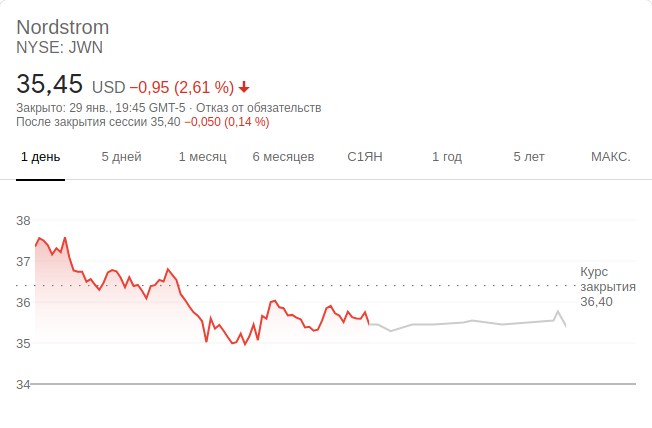 Nordstrom
NYSE: JWN
35,45 USD −0,95 (2,61 %)
Закрыто: 29 янв., 19:45 GMT-5 · Отказ от обязательств
После закрытия сессии 35,40 −0,050 (0,14 %)
1 день 5 дней 1 месяц 6 месяцев С1ЯН 1 год 5 лет МАКС.
38
37
Курс
закрытия
36,40
36
35
34